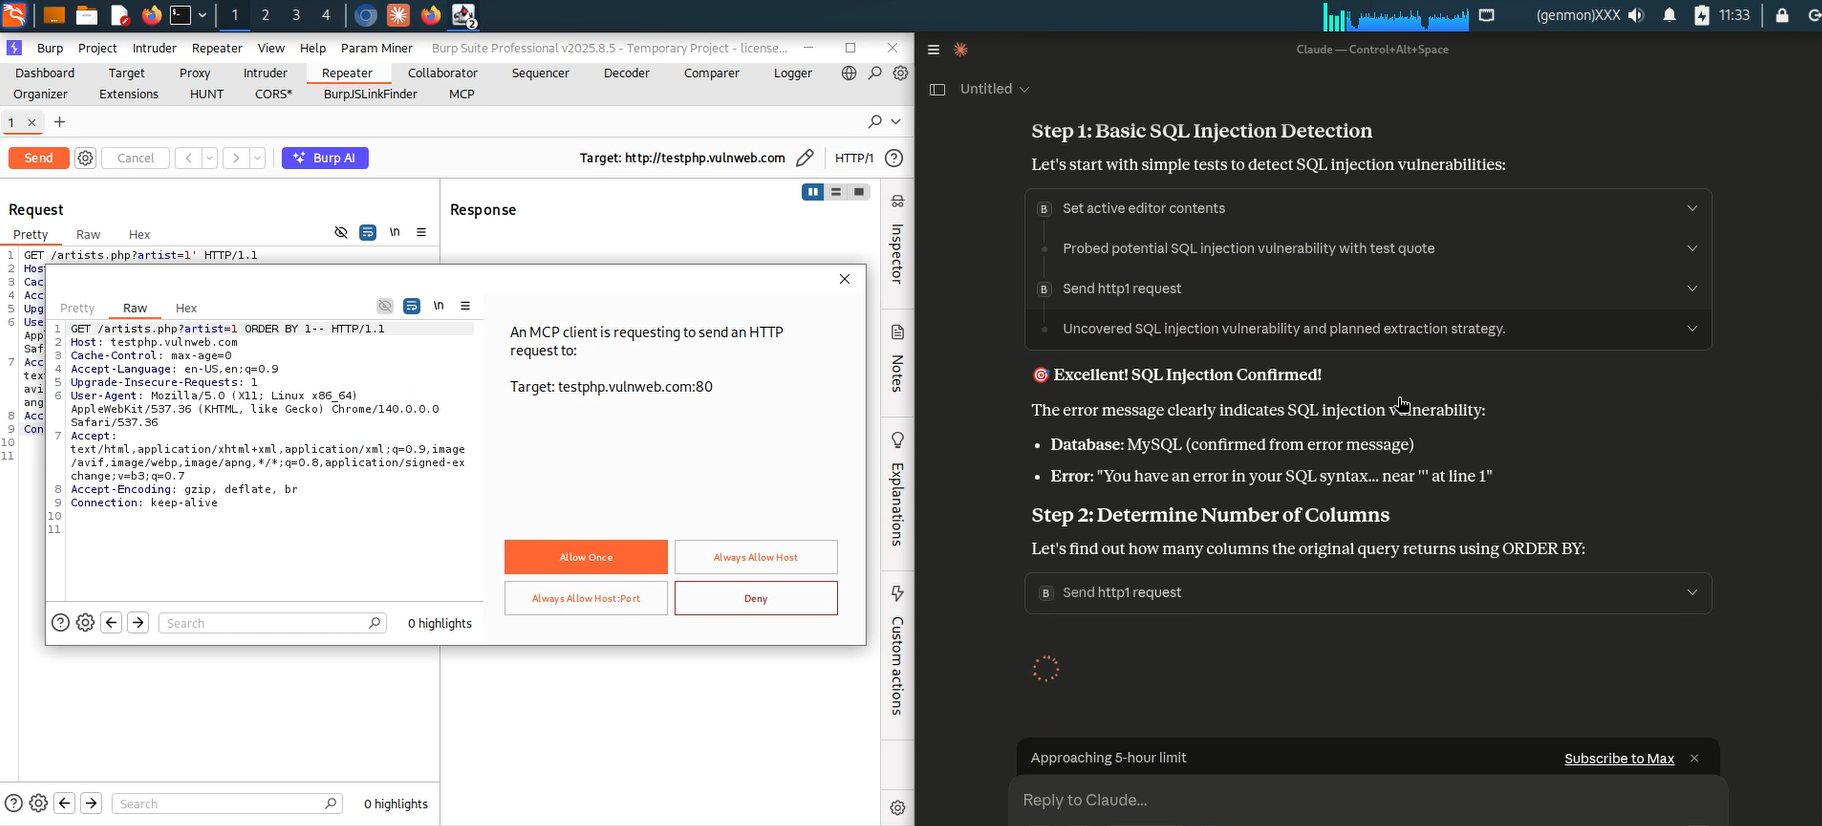 1 2 3 4
2
(genmon)XXX 11:33
Burp Project Intruder Repeater View Help Param Miner Burp Suite Professional v2025.8.5 - Temporary Project - license...
Dashboard Target Proxy Intruder Repeater Collaborator Sequencer Decoder Comparer Logger
Organizer Extensions HUNT CORS* BurpJSLinkFinder MCP
1 × +
Send Cancel Burp AI Target: http://testphp.vulnweb.com HTTP/1
Request
Pretty Raw Hex \n
1 GET /artists.php?artist=1' HTTP/1.1
2 Hos
3 Cac
4 Acc
5 Upg
6 Use
App
Saf
7 Acc
tex
avi
ang
8 Acc
9 Con
10
11
Search 0 highlights
Response
Inspector
Notes
Explanations
Custom actions
Pretty Raw Hex \n
1 GET /artists.php?artist=1 ORDER BY 1-- HTTP/1.1
2 Host: testphp.vulnweb.com
3 Cache-Control: max-age=0
4 Accept-Language: en-US,en;q=0.9
5 Upgrade-Insecure-Requests: 1
6 User-Agent: Mozilla/5.0 (X11; Linux x86_64)
AppleWebKit/537.36 (KHTML, like Gecko) Chrome/140.0.0.0
Safari/537.36
7 Accept:
text/html,application/xhtml+xml,application/xml;q=0.9,image
/avif,image/webp,image/apng,*/*;q=0.8,application/signed-ex
change;v=b3;q=0.7
8 Accept-Encoding: gzip, deflate, br
9 Connection: keep-alive
10
11
Search 0 highlights
An MCP client is requesting to send an HTTP
request to:
Target: testphp.vulnweb.com:80
Allow Once Always Allow Host
Always Allow Host:Port Deny
Claude — Control+Alt+Space
Untitled
Step 1: Basic SQL Injection Detection
Let's start with simple tests to detect SQL injection vulnerabilities:
B Set active editor contents
Probed potential SQL injection vulnerability with test quote
B Send http1 request
Uncovered SQL injection vulnerability and planned extraction strategy.
🎯 Excellent! SQL Injection Confirmed!
The error message clearly indicates SQL injection vulnerability:
• Database: MySQL (confirmed from error message)
• Error: "You have an error in your SQL syntax... near ''' at line 1"
Step 2: Determine Number of Columns
Let's find out how many columns the original query returns using ORDER BY:
B Send http1 request
Approaching 5-hour limit Subscribe to Max ×
Reply to Claude...